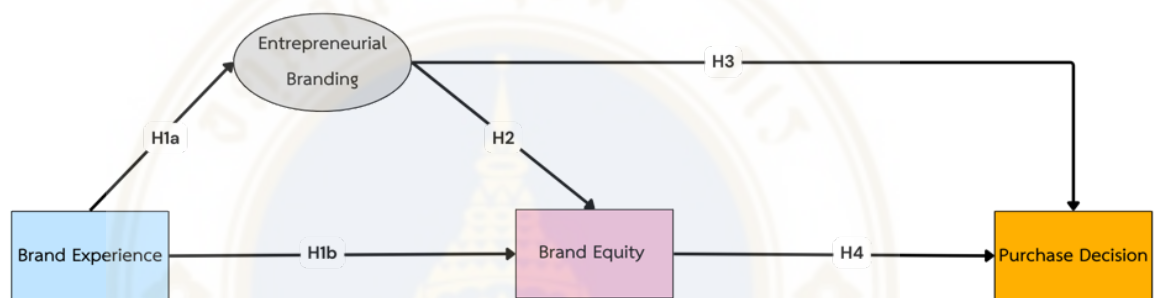 Entrepreneurial
Branding
H3
H1a
H2
Brand Experience
H1b
Brand Equity
H4
Purchase Decision